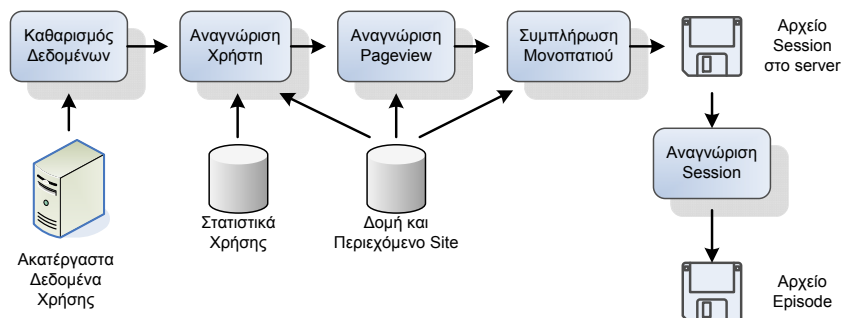 Καθαρισμός
Δεδομένων
Αναγνώριση
Χρήστη
Αναγνώριση
Pageview
Συμπλήρωση
Μονοπατιού
Αρχείο
Session
στο server
Αναγνώριση
Session
Στατιστικά
Χρήσης
Δομή και
Περιεχόμενο Site
Ακατέργαστα
Δεδομένα
Χρήσης
Αρχείο
Episode